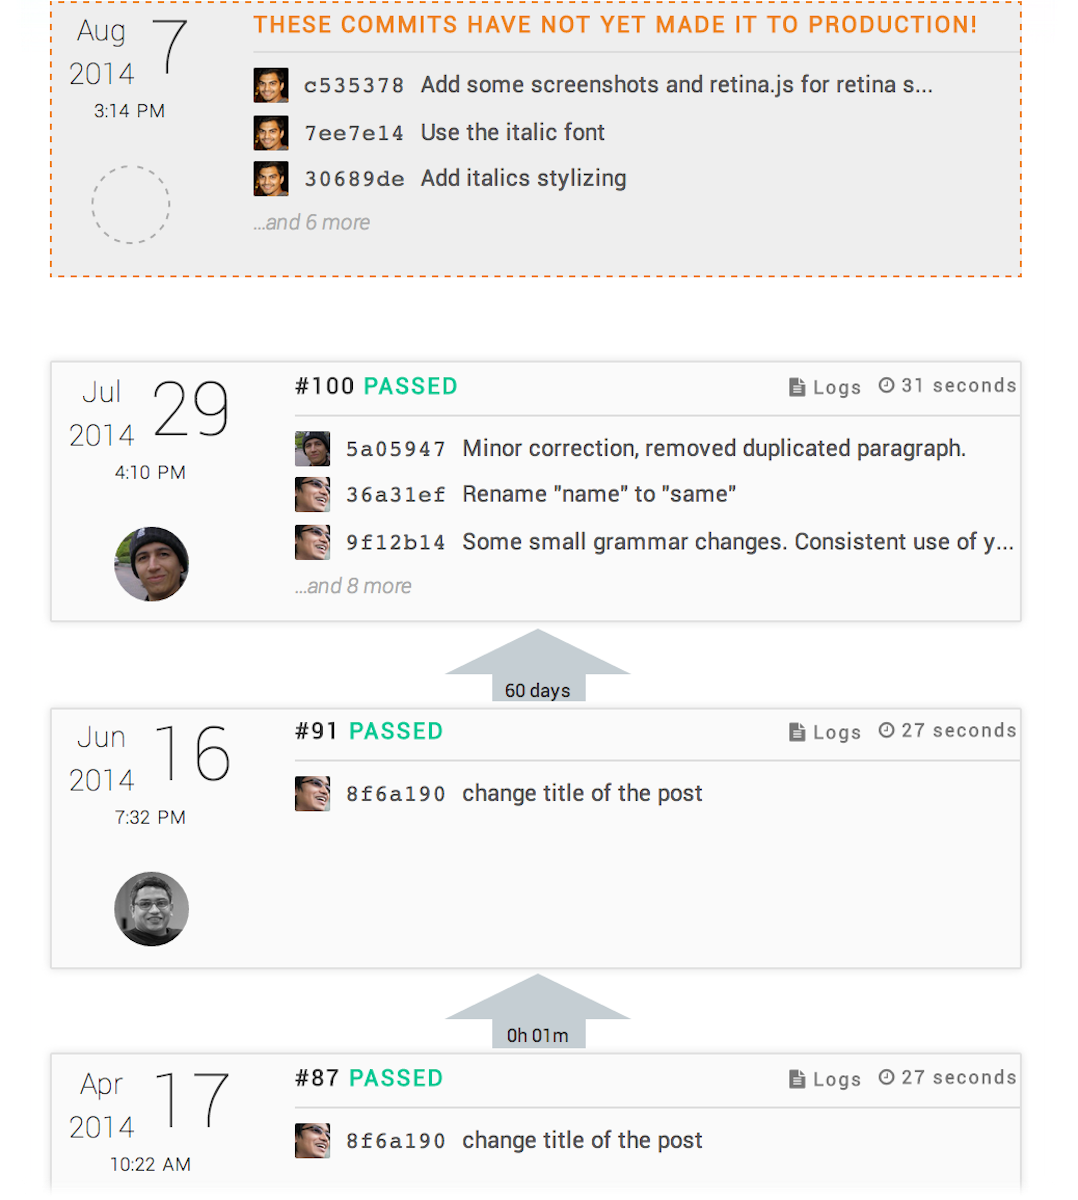 Aug 7
2014
3:14 PM
THESE COMMITS HAVE NOT YET MADE IT TO PRODUCTION!
c535378 Add some screenshots and retina.js for retina s...
7ee7e14 Use the italic font
30689de Add italics stylizing
...and 6 more
Jul 29
2014
4:10 PM
#100 PASSED Logs 31 seconds
5a05947 Minor correction, removed duplicated paragraph.
36a31ef Rename "name" to "same"
9f12b14 Some small grammar changes. Consistent use of y...
...and 8 more
60 days
Jun 16
2014
7:32 PM
#91 PASSED Logs 27 seconds
8f6a190 change title of the post
0h 01m
Apr 17
2014
10:22 AM
#87 PASSED Logs 27 seconds
8f6a190 change title of the post